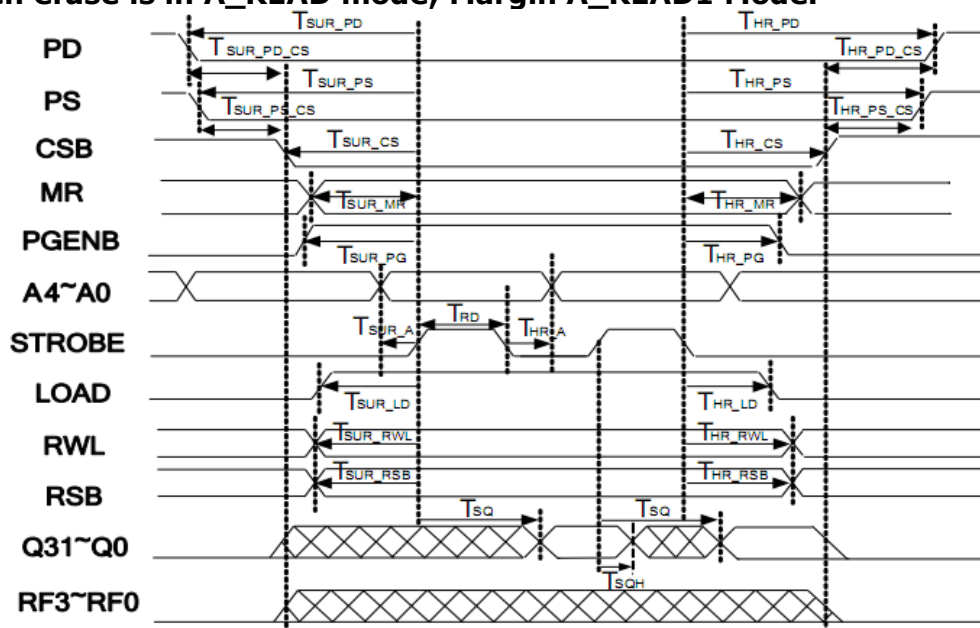 efuse is in A_READ mode, Margin A_READ1 Mode.
TSUR_PD THR_PD
PD TSUR_PD_CS THR_PD_CS
TSUR_PS THR_PS
PS TSUR_PS_CS THR_PS_CS
CSB TSUR_CS THR_CS
MR TSUR_MR THR_MR
PGENB TSUR_PG THR_PG
A4~A0
STROBE TSUR_A TRD THR_A
LOAD TSUR_LD THR_LD
RWL TSUR_RWL THR_RWL
RSB TSUR_RSB THR_RSB
TSQ TSQ
Q31~Q0
TSQH
RF3~RF0